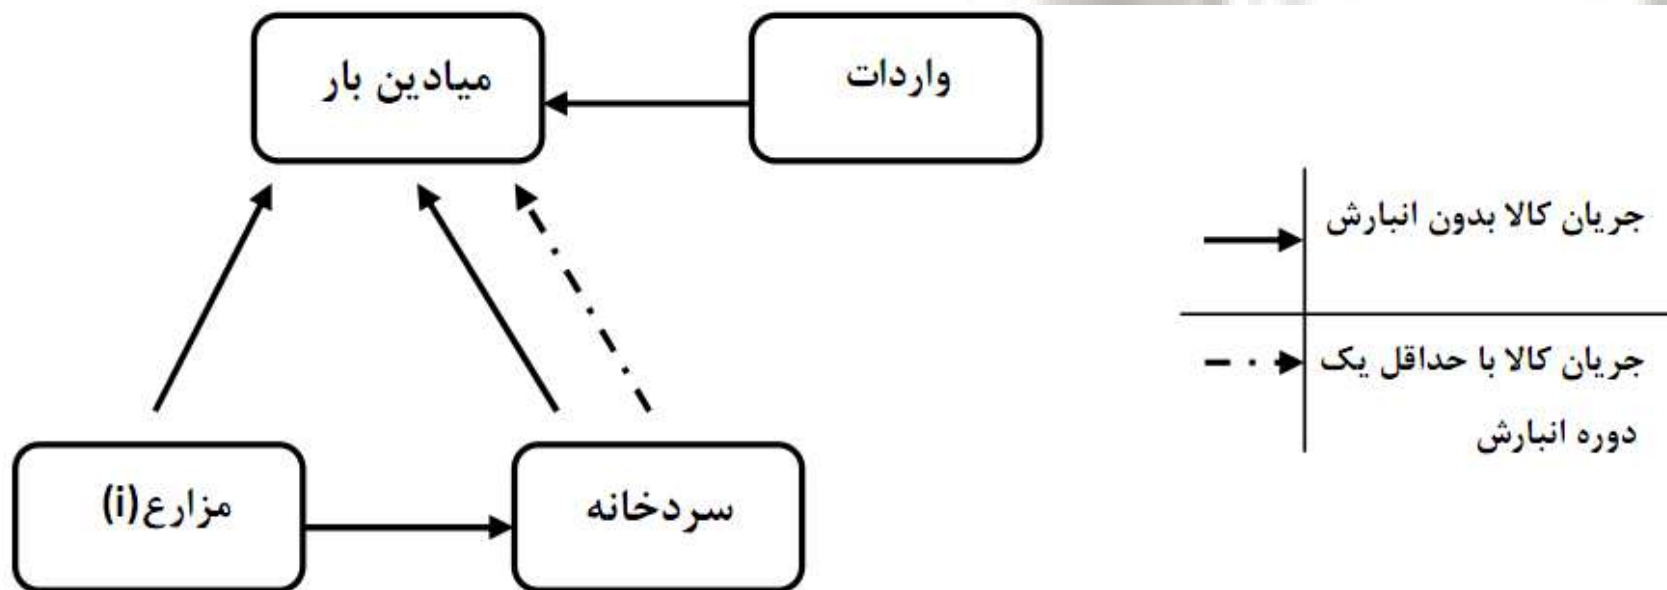 میادین بار
واردات
جریان کالا بدون انبارش
جریان کالا با حداقل یک
دوره انبارش
مزارع(i)
سردخانه